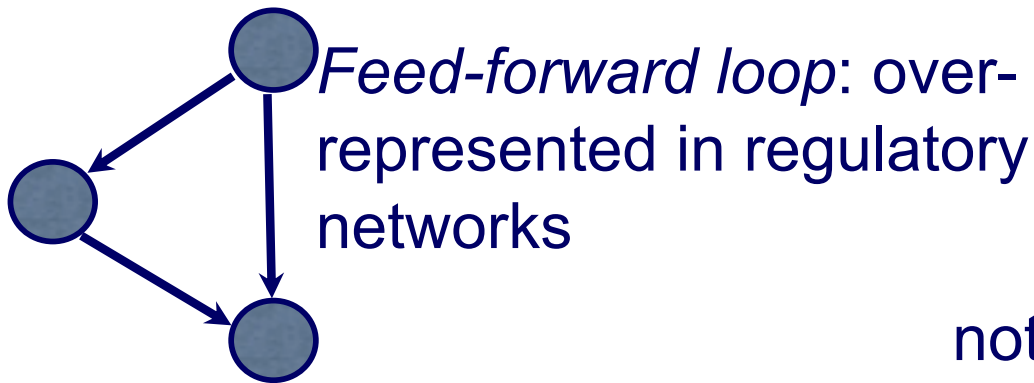 Feed-forward loop: over-
represented in regulatory
networks
not